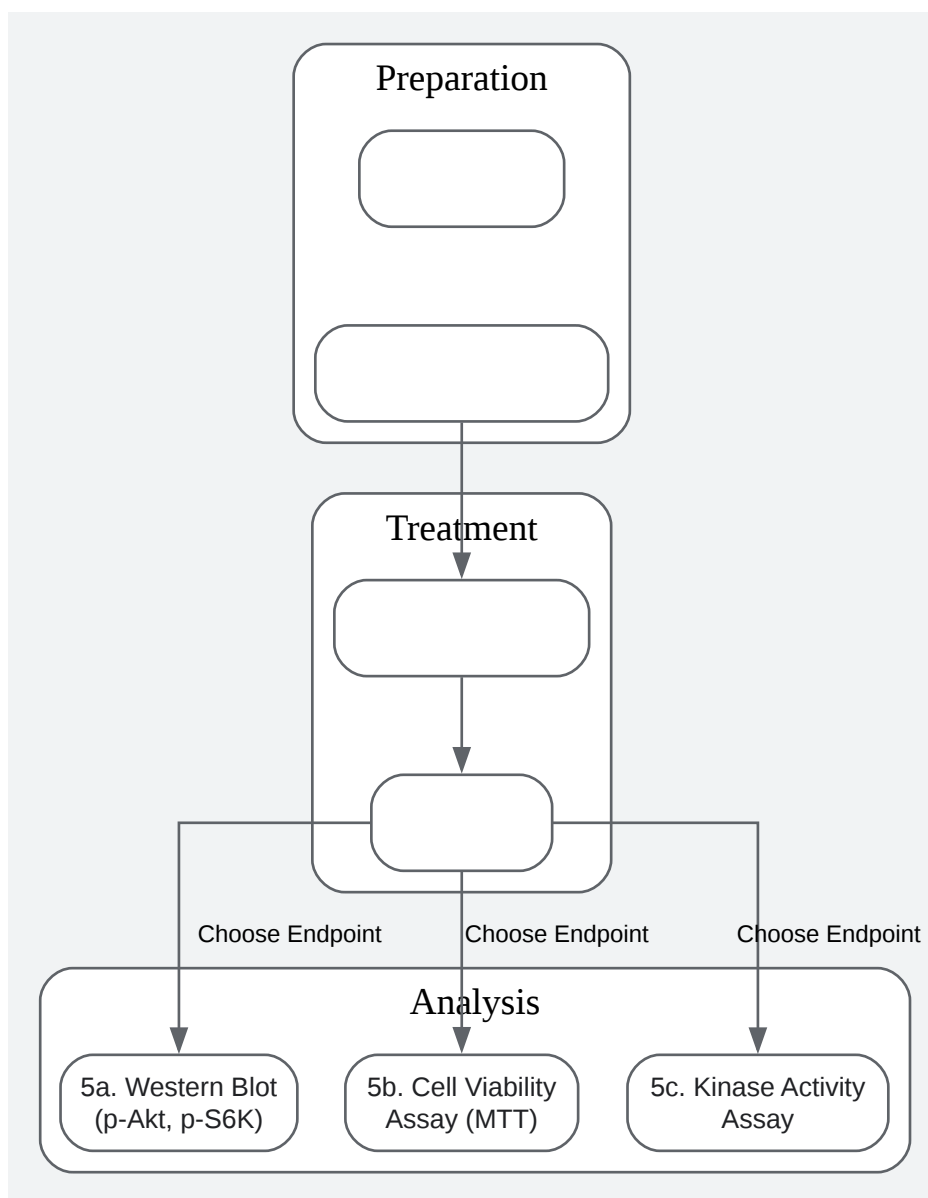 Preparation
Treatment
Choose Endpoint
Choose Endpoint
Choose Endpoint
Analysis
5a. Western Blot
(p-Akt, p-S6K)
5b. Cell Viability
Assay (MTT)
5c. Kinase Activity
Assay